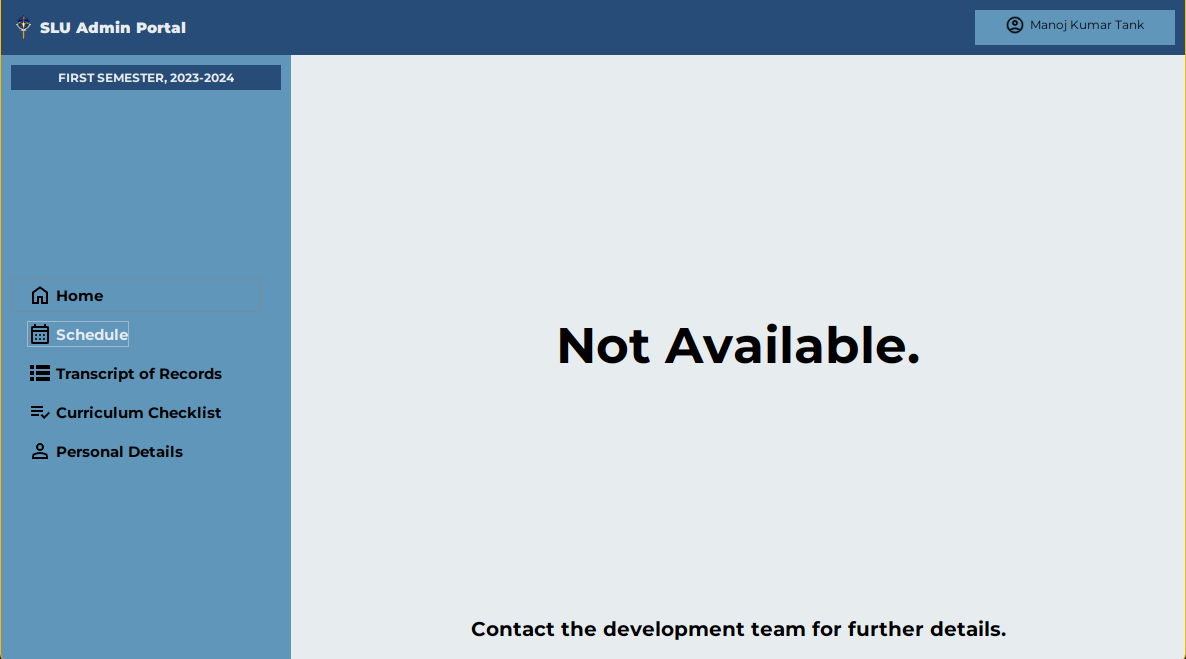 SLU Admin Portal
Manoj Kumar Tank
FIRST SEMESTER, 2023-2024
Home
Schedule
Transcript of Records
Curriculum Checklist
Personal Details
Not Available.
Contact the development team for further details.